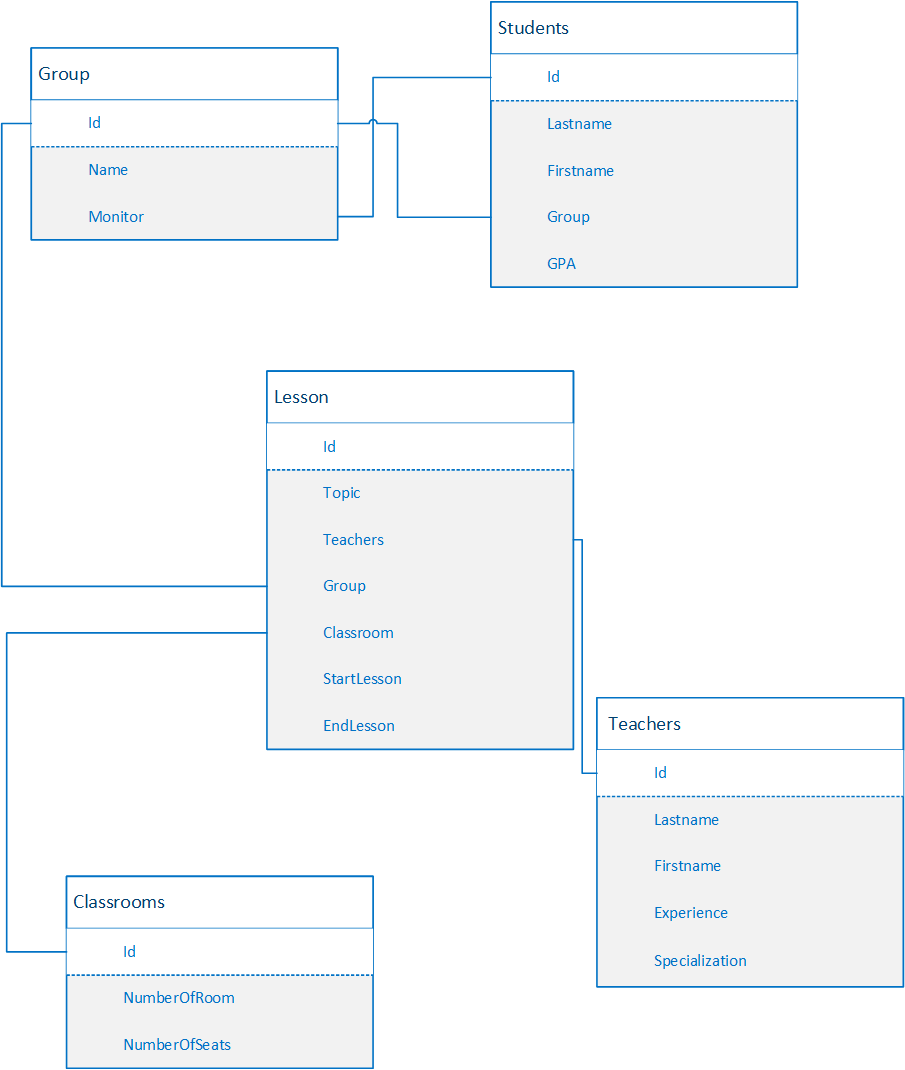 Students
Id
Lastname
Firstname
Group
GPA
Group
Id
Name
Monitor
Lesson
Id
Topic
Teachers
Group
Classroom
StartLesson
EndLesson
Teachers
Id
Lastname
Firstname
Experience
Specialization
Classrooms
Id
NumberOfRoom
NumberOfSeats